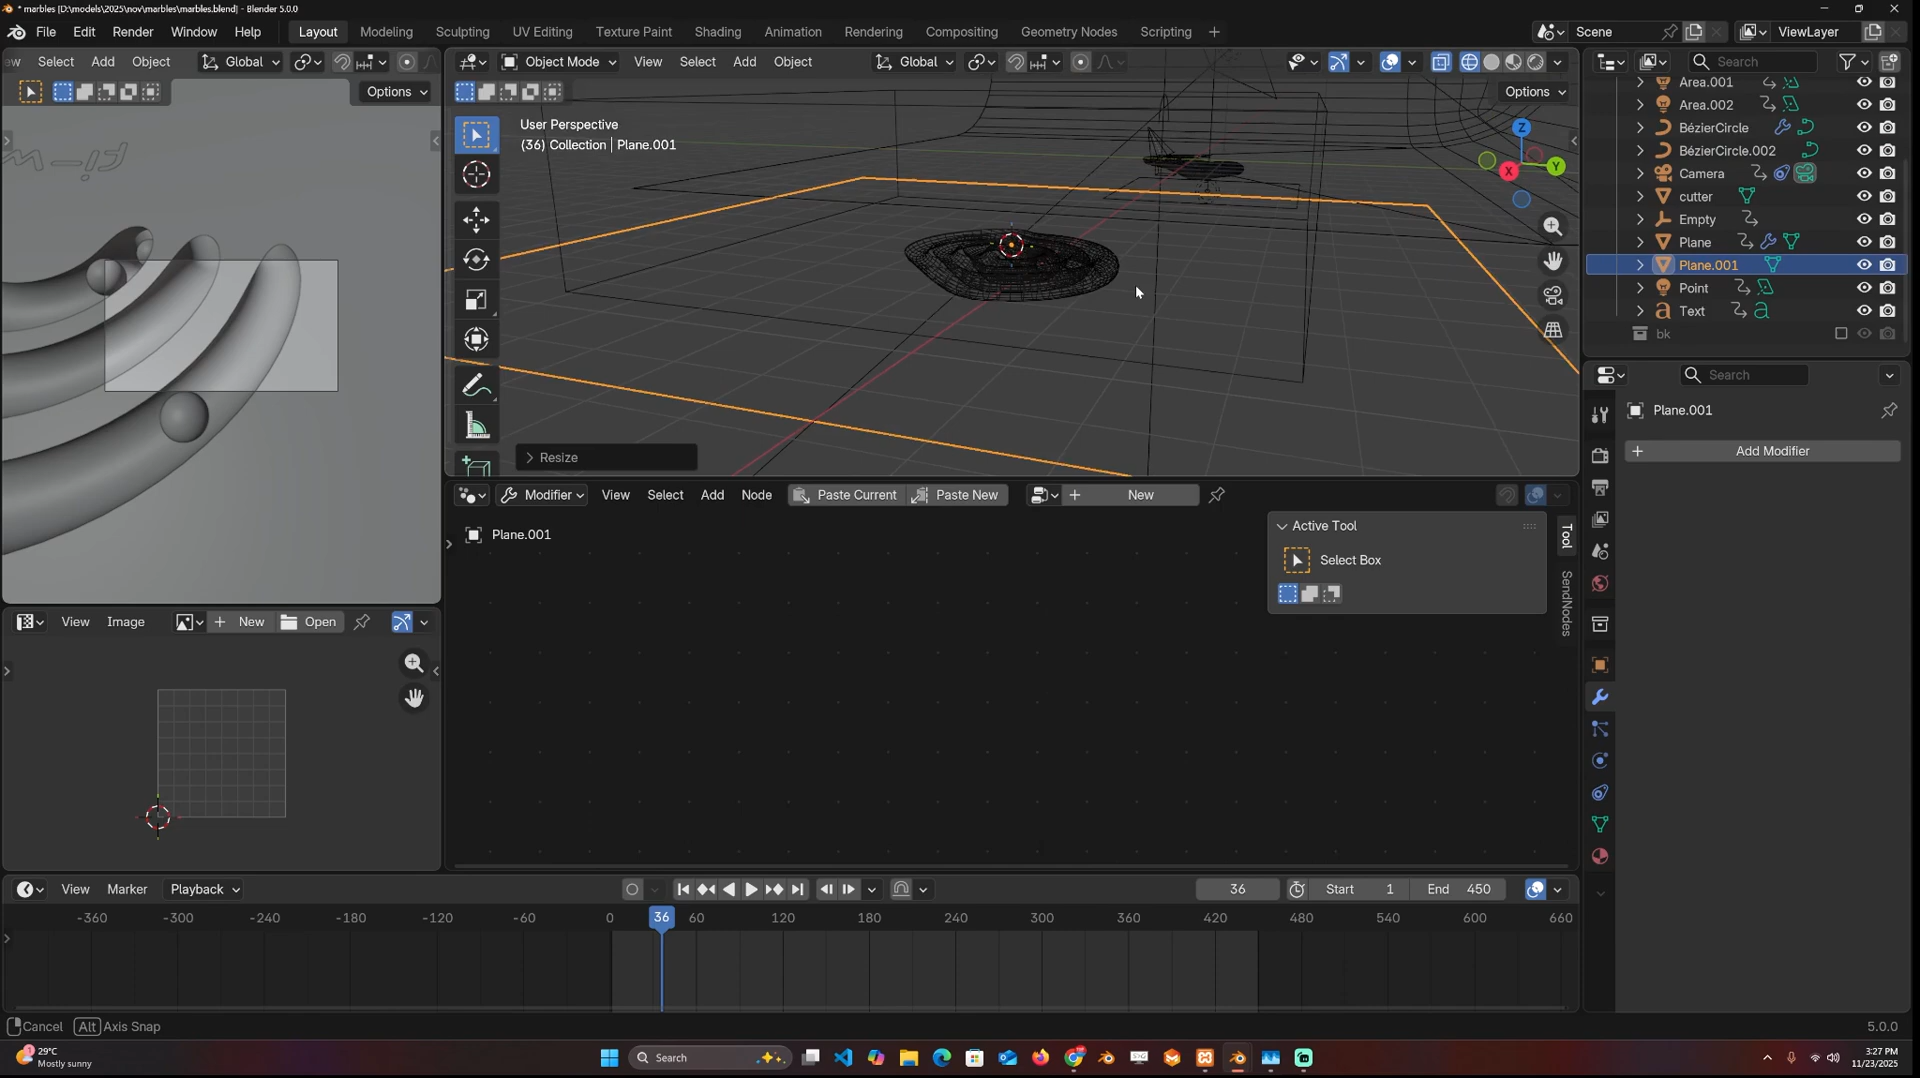 * marbles [D:\models\2025\nov\marbles\marbles.blend] - Blender 5.0.0
File Edit Render Window Help Layout Modeling Sculpting UV Editing Texture Paint Shading Animation Rendering Compositing Geometry Nodes Scripting + Scene ViewLayer
ew Select Add Object Global
Options
Object Mode View Select Add Object Global
Options
User Perspective
(36) Collection | Plane.001
Z
Y
X
Resize
Search
Area.001
Area.002
BézierCircle
BézierCircle.002
Camera
cutter
Empty
Plane
Plane.001
Point
Text
bk
Search
Plane.001
+ Add Modifier
Modifier View Select Add Node Paste Current Paste New + New
Plane.001
Active Tool
Select Box
Tool
SendNodes
View Image + New Open
View Marker Playback 36 Start 1 End 450
-360 -300 -240 -180 -120 -60 0 36 60 120 180 240 300 360 420 480 540 600 660
Cancel Alt Axis Snap
5.0.0
29°C
Mostly sunny
Search
3:27 PM
11/23/2025